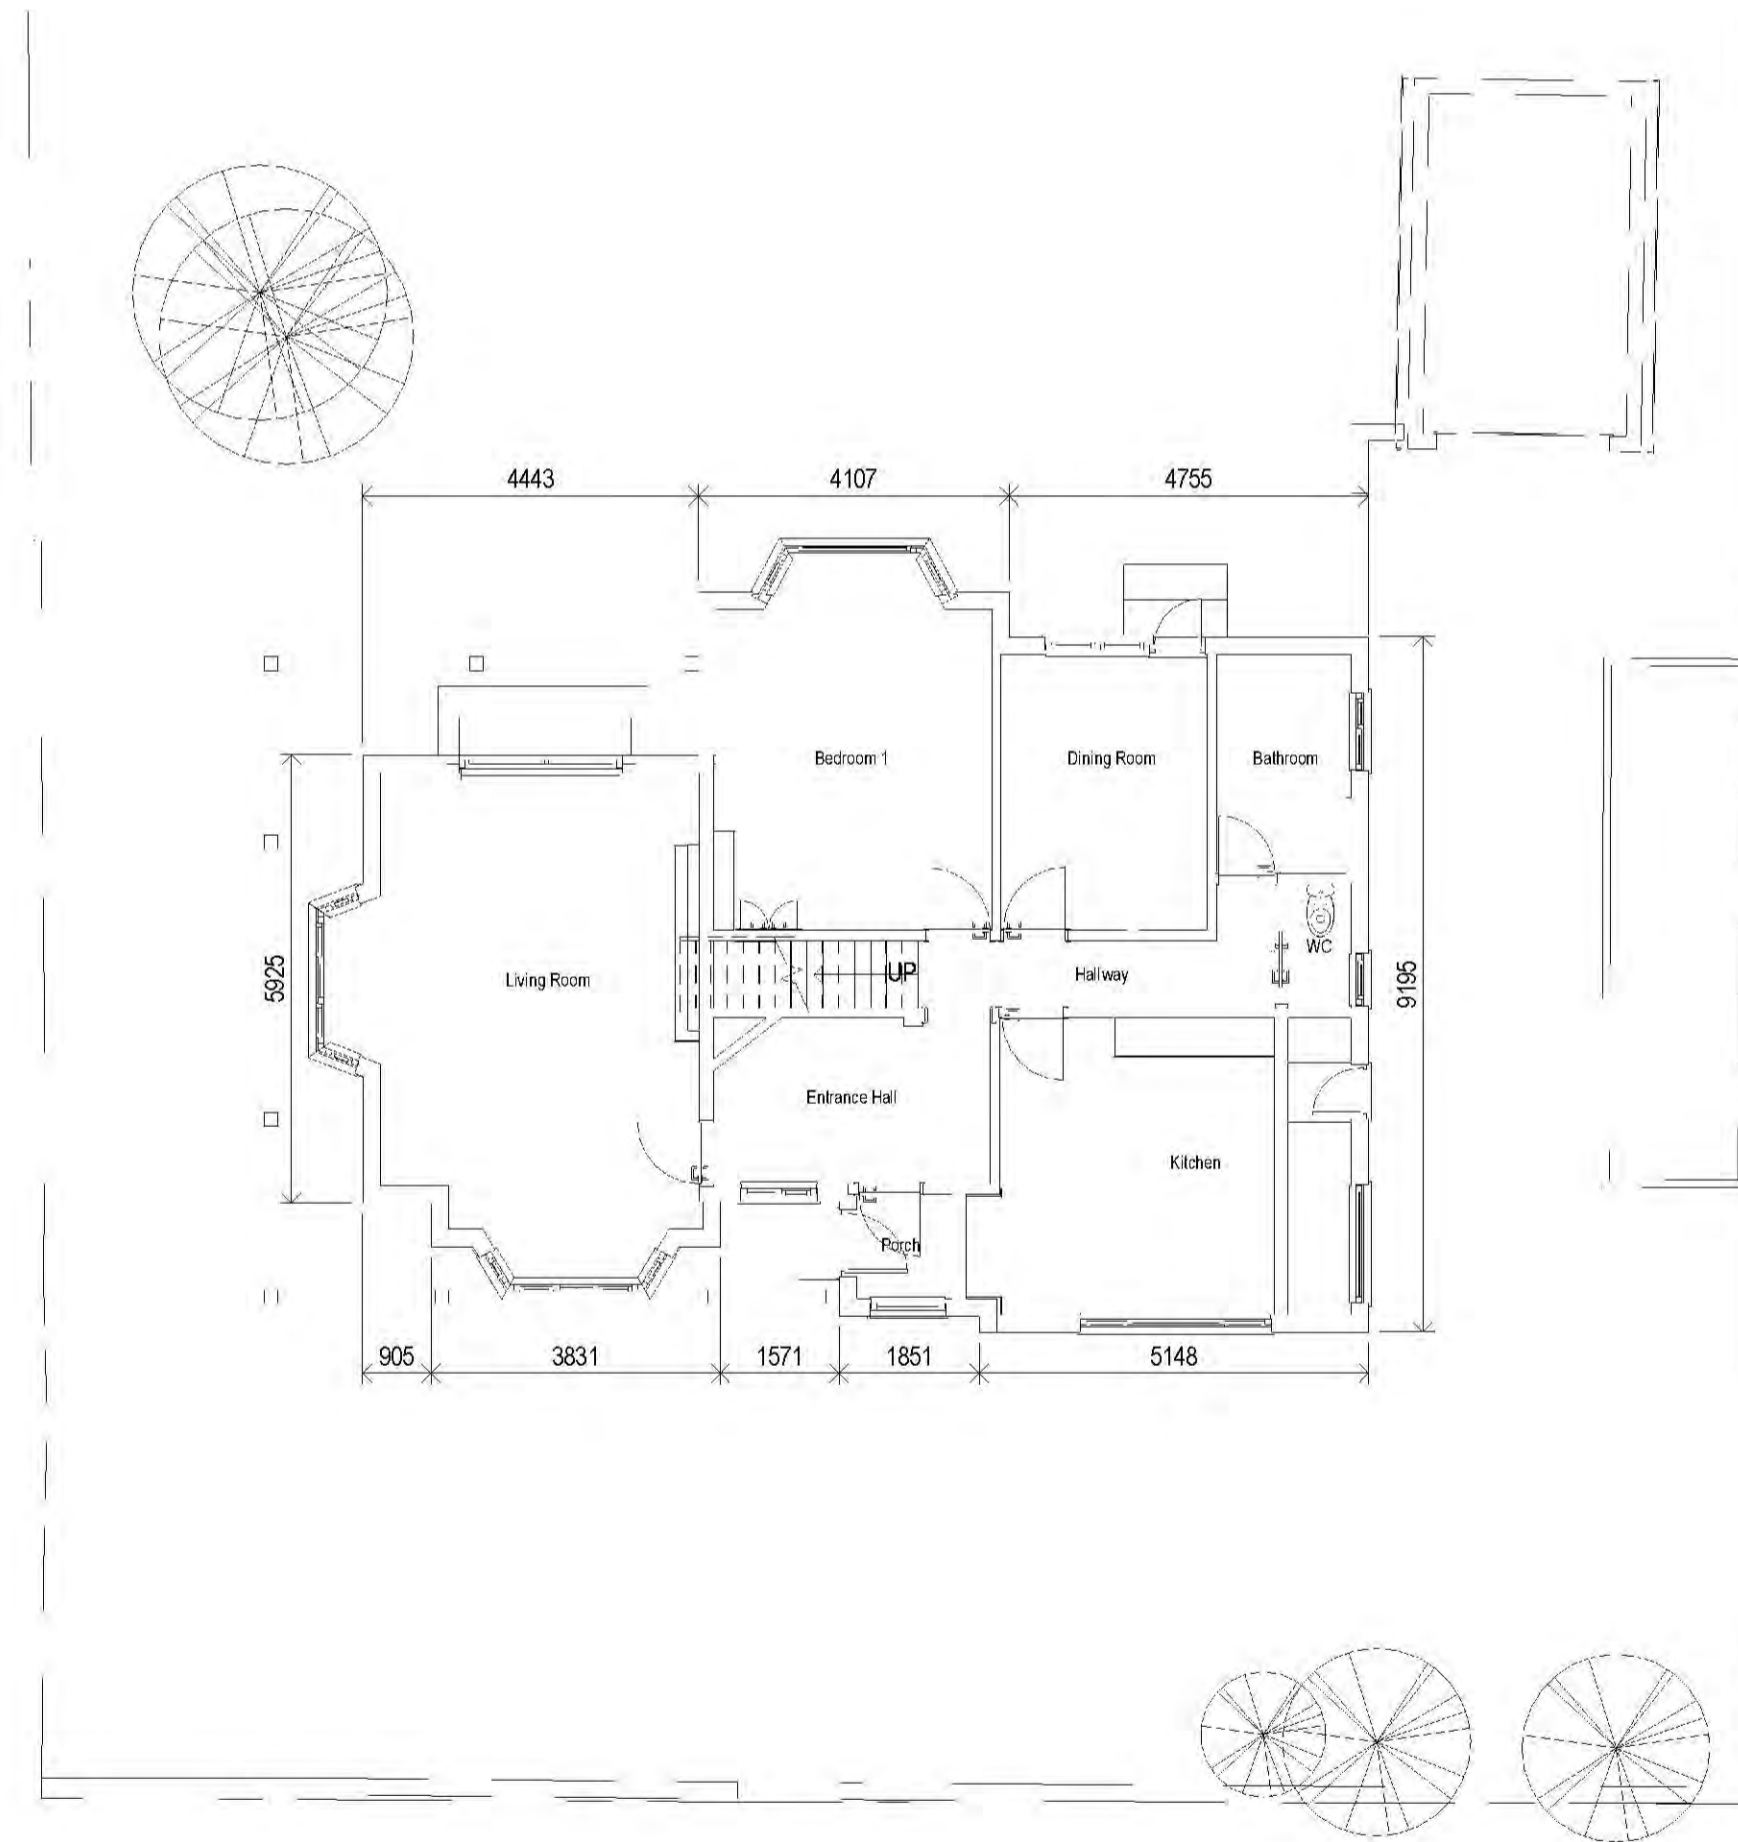 4443
4107
4755
Bedroom 1
Dining Room
Bathroom
WC
UP
Hallway
Living Room
5925
9195
Entrance Hall
Kitchen
Porch
905
3831
1571
1851
5148